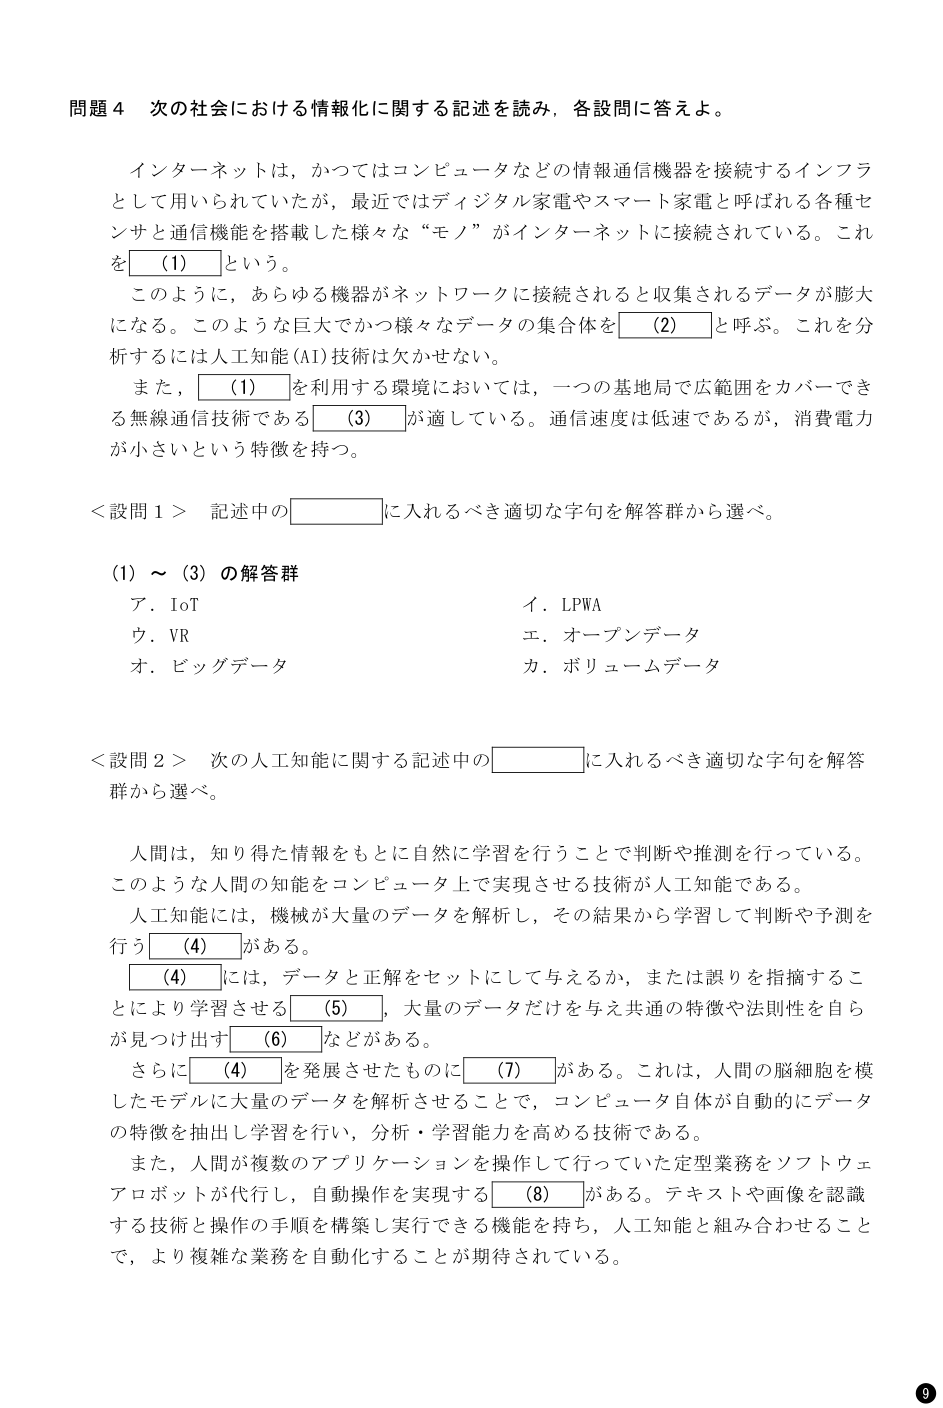 問題４　次の社会における情報化に関する記述を読み，各設問に答えよ。
インターネットは，かつてはコンピュータなどの情報通信機器を接続するインフラ
として用いられていたが，最近ではディジタル家電やスマート家電と呼ばれる各種セ
ンサと通信機能を搭載した様々な“モノ”がインターネットに接続されている。これ
を（1）という。
このように，あらゆる機器がネットワークに接続されると収集されるデータが膨大
になる。このような巨大でかつ様々なデータの集合体を（2）と呼ぶ。これを分
析するには人工知能(AI)技術は欠かせない。
また，（1）を利用する環境においては，一つの基地局で広範囲をカバーでき
る無線通信技術である（3）が適している。通信速度は低速であるが，消費電力
が小さいという特徴を持つ。
＜設問１＞　記述中の　　　に入れるべき適切な字句を解答群から選べ。
（1）～（3）の解答群
ア．IoT　イ．LPWA
ウ．VR　エ．オープンデータ
オ．ビッグデータ　カ．ボリュームデータ
＜設問２＞　次の人工知能に関する記述中の　　　に入れるべき適切な字句を解答
群から選べ。
人間は，知り得た情報をもとに自然に学習を行うことで判断や推測を行っている。
このような人間の知能をコンピュータ上で実現させる技術が人工知能である。
人工知能には，機械が大量のデータを解析し，その結果から学習して判断や予測を
行う（4）がある。
（4）には，データと正解をセットにして与えるか，または誤りを指摘するこ
とにより学習させる（5），大量のデータだけを与え共通の特徴や法則性を自ら
が見つけ出す（6）などがある。
さらに（4）を発展させたものに（7）がある。これは，人間の脳細胞を模
したモデルに大量のデータを解析させることで，コンピュータ自体が自動的にデータ
の特徴を抽出し学習を行い，分析・学習能力を高める技術である。
また，人間が複数のアプリケーションを操作して行っていた定型業務をソフトウェ
アロボットが代行し，自動操作を実現する（8）がある。テキストや画像を認識
する技術と操作の手順を構築し実行できる機能を持ち，人工知能と組み合わせること
で，より複雑な業務を自動化することが期待されている。
9